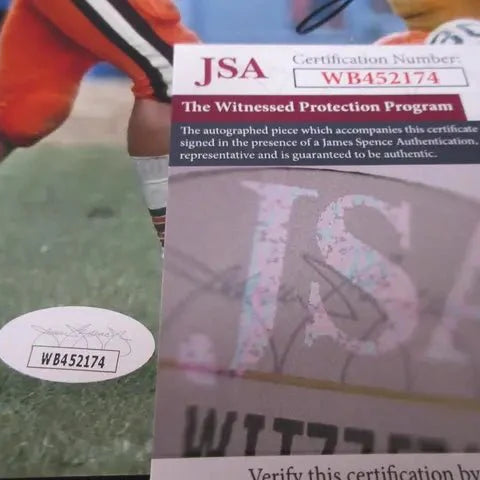 JSA Certification Number:
WB452174
The Witnessed Protection Program
The autographed piece which accompanies this certificate
signed in the presence of a James Spence Authentication,
representative and is guaranteed to be authentic.
JSA
WB452174
Verify this certification by